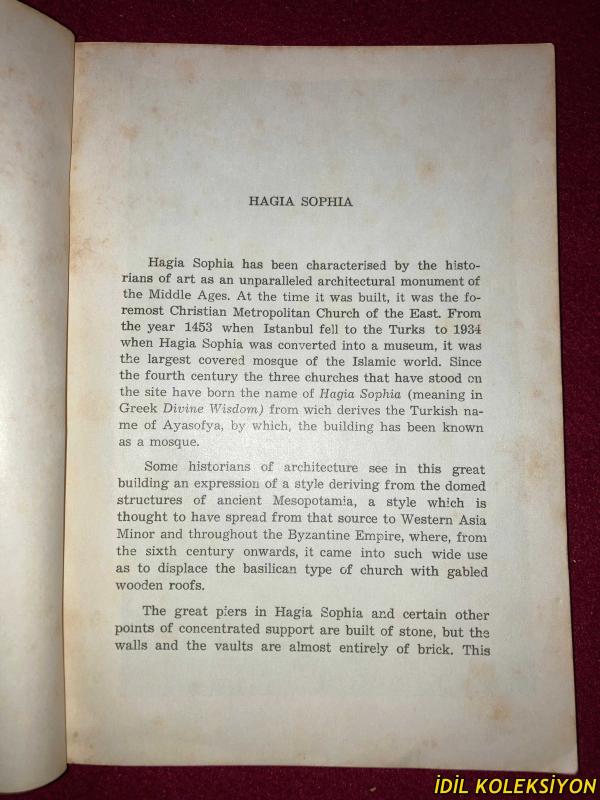 HAGIA SOPHIA
Hagia Sophia has been characterised by the histo-
rians of art as an unparalleled architectural monument of
the Middle Ages. At the time it was built, it was the fo-
remost Christian Metropolitan Church of the East. From
the year 1453 when Istanbul fell to the Turks to 1934
when Hagia Sophia was converted into a museum, it was
the largest covered mosque of the Islamic world. Since
the fourth century the three churches that have stood on
the site have born the name of Hagia Sophia (meaning in
Greek Divine Wisdom) from wich derives the Turkish na-
me of Ayasofya, by which, the building has been known
as a mosque.
Some historians of architecture see in this great
building an expression of a style deriving from the domed
structures of ancient Mesopotamia, a style which is
thought to have spread from that source to Western Asia
Minor and throughout the Byzantine Empire, where, from
the sixth century onwards, it came into such wide use
as to displace the basilican type of church with gabled
wooden roofs.
The great piers in Hagia Sophia and certain other
points of concentrated support are built of stone, but the
walls and the vaults are almost entirely of brick. This
İDİL KOLEKSİYON